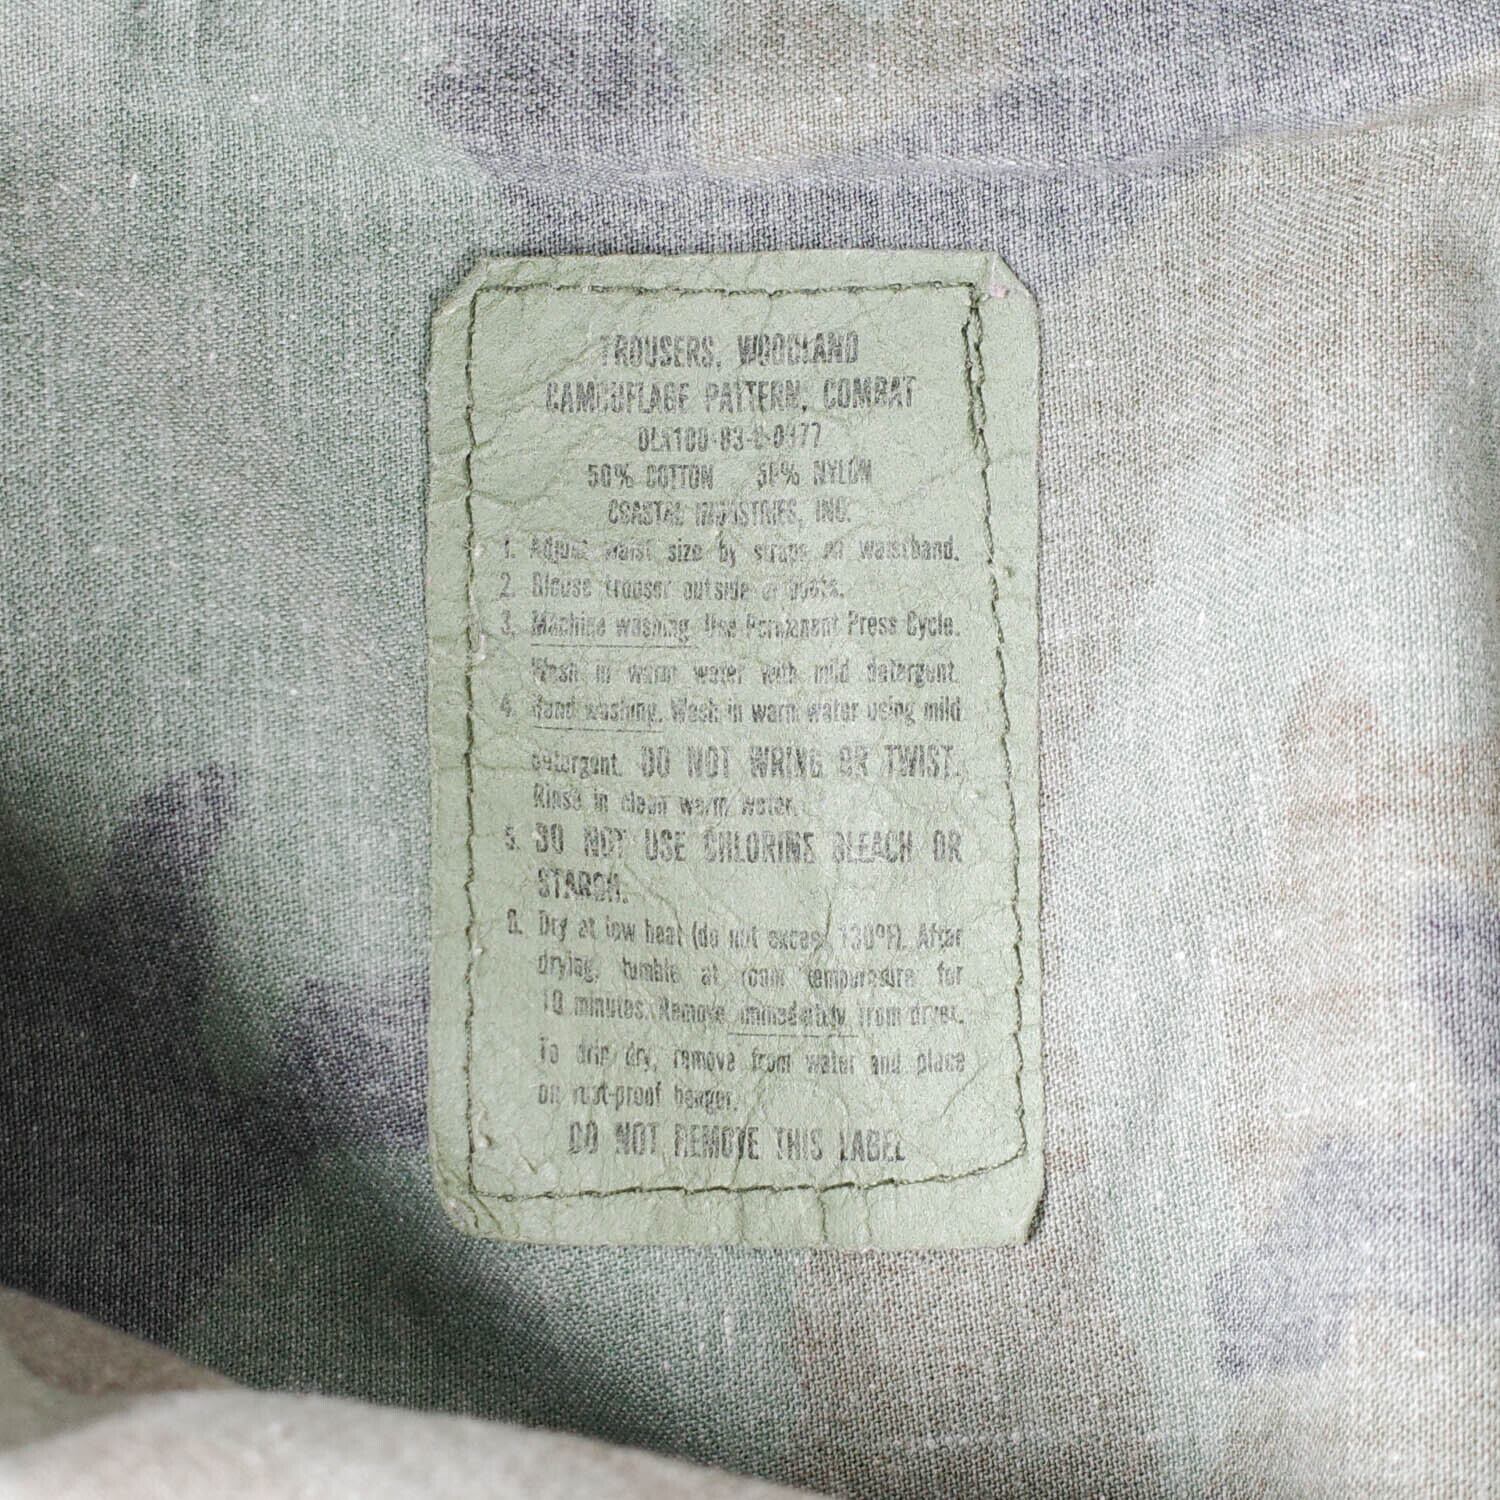 TROUSERS, WOODLAND
CAMOUFLAGE PATTERN, COMBAT
DLA100-83-C-0477
50% COTTON 50% NYLON
COASTAL INDUSTRIES, INC.
1. Adjust waist size by straps on waistband.
2. Blouse trouser outside of boots.
3. Machine washing. Use Permanent Press Cycle.
Wash in warm water with mild detergent.
4. Hand washing. Wash in warm water using mild
detergent. DO NOT WRING OR TWIST.
Rinse in clean warm water.
5. DO NOT USE CHLORINE BLEACH OR
STARCH.
6. Dry at low heat (do not exceed 130°F). After
drying, tumble at room temperature for
10 minutes. Remove immediately from dryer.
To drip dry, remove from water and place
on rust-proof hanger.
DO NOT REMOVE THIS LABEL